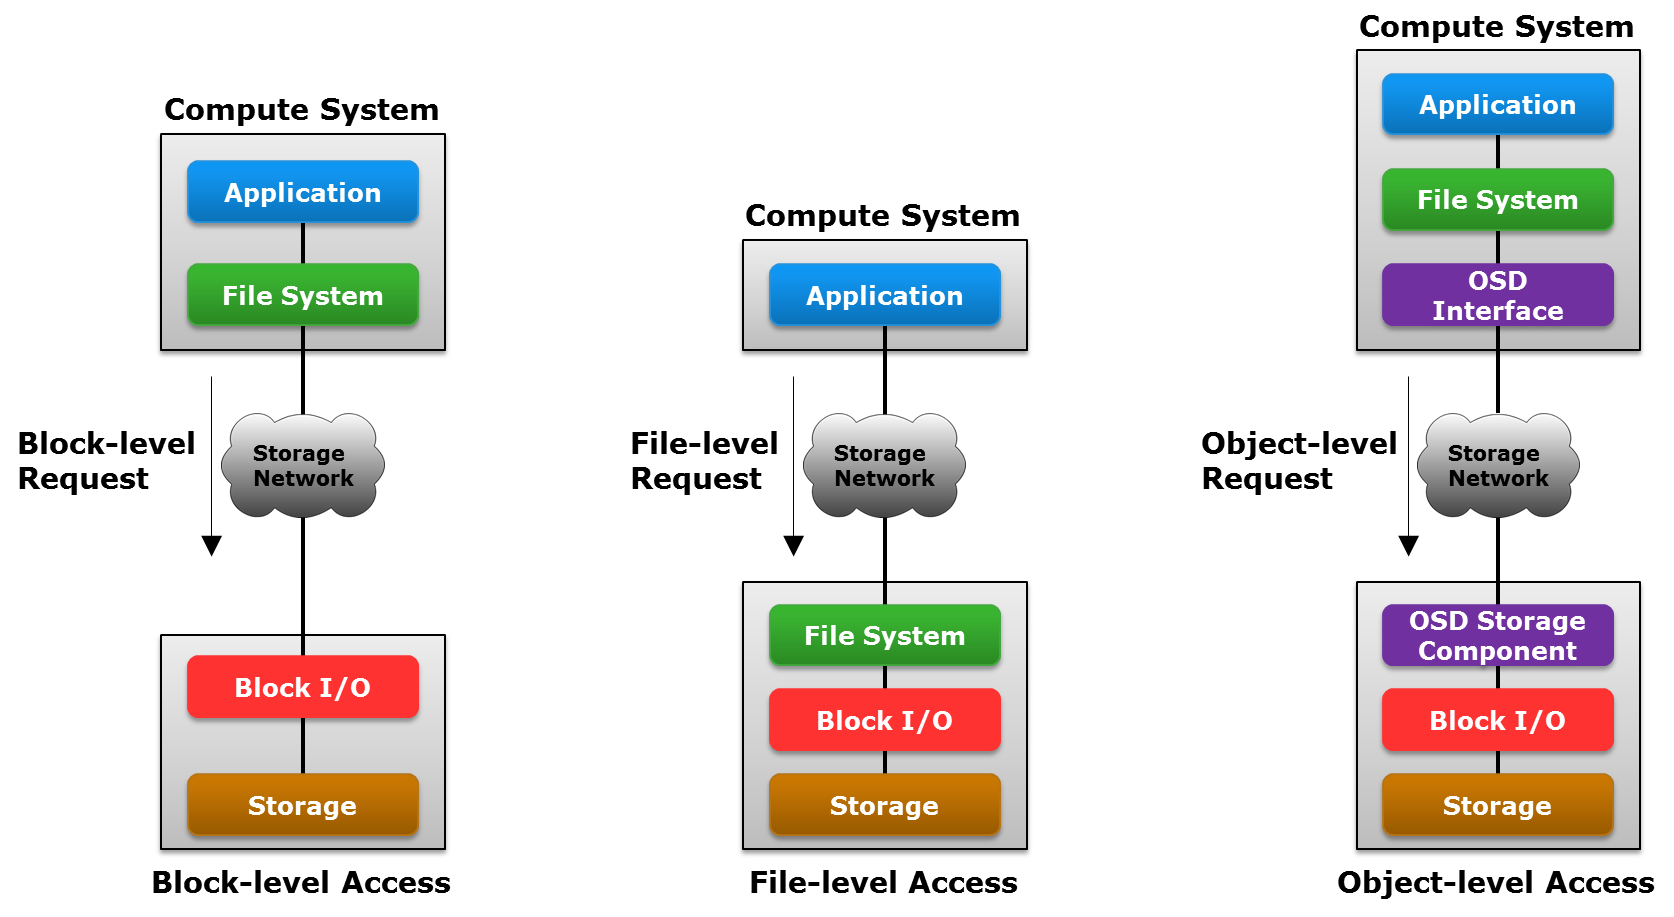 Compute System
Application
File System
Block-level
Request
Storage
Network
Block I/O
Storage
Block-level Access
Compute System
Application
File-level
Request
Storage
Network
File System
Block I/O
Storage
File-level Access
Compute System
Application
File System
OSD
Interface
Object-level
Request
Storage
Network
OSD Storage
Component
Block I/O
Storage
Object-level Access